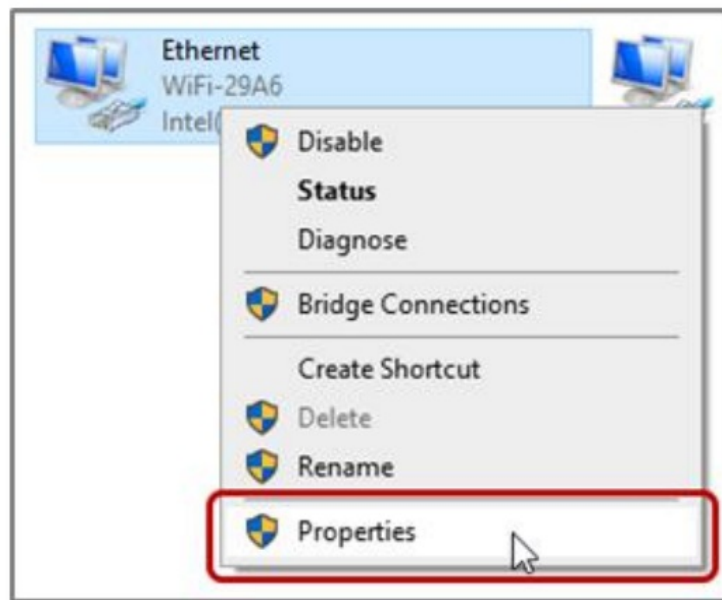 Ethernet
WiFi-29A6
Intel(
Disable
Status
Diagnose
Bridge Connections
Create Shortcut
Delete
Rename
Properties